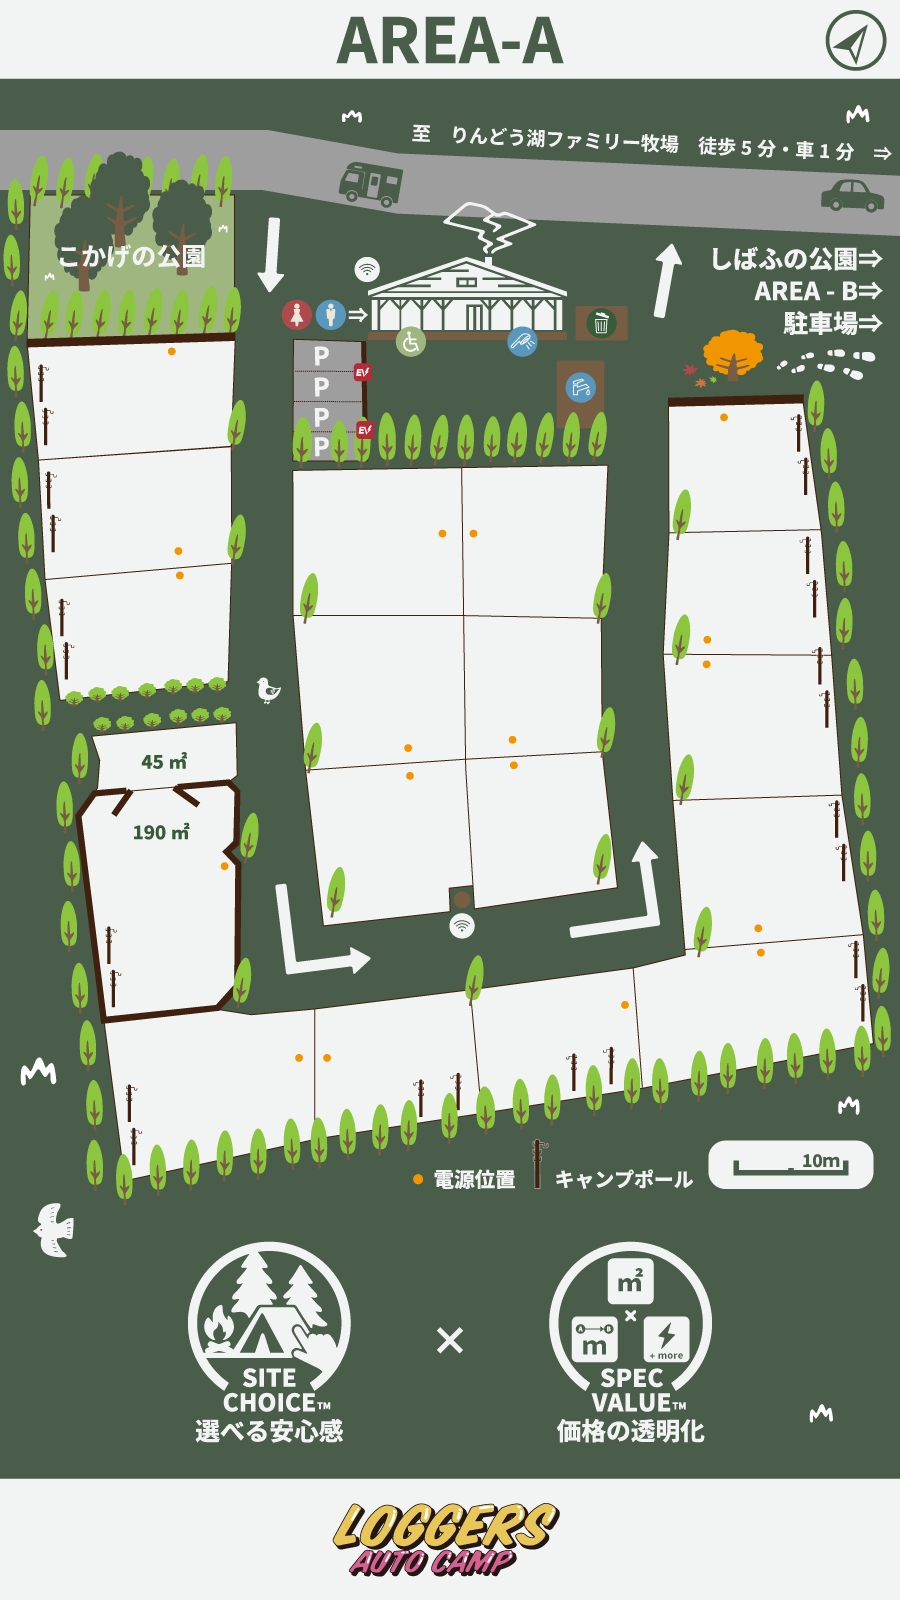 AREA-A
至 りんどう湖ファミリー牧場 徒歩5分・車1分 ⇒
こかげの公園
しばふの公園⇒
AREA - B⇒
駐車場⇒
⇒
P
EV
P
P
EV
P
45 ㎡
190 ㎡
電源位置
キャンプポール
10m
m²
×
A B
m
+ more
SITE
CHOICE™
選べる安心感
×
SPEC
VALUE™
価格の透明化
LOGGERS
AUTO CAMP